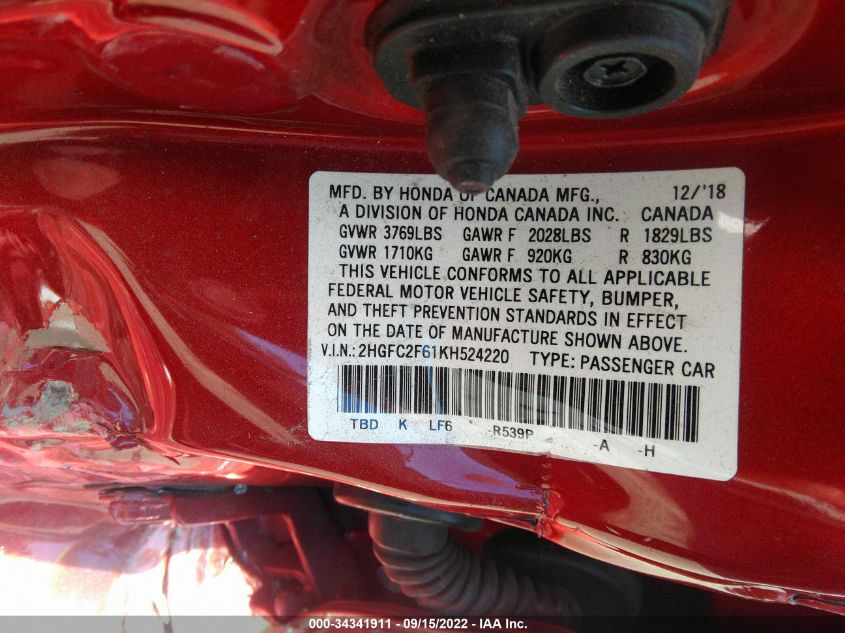 MFD. BY HONDA OF CANADA MFG., 12/'18
A DIVISION OF HONDA CANADA INC. CANADA
GVWR 3769LBS GAWR F 2028LBS R 1829LBS
GVWR 1710KG GAWR F 920KG R 830KG
THIS VEHICLE CONFORMS TO ALL APPLICABLE
FEDERAL MOTOR VEHICLE SAFETY, BUMPER,
AND THEFT PREVENTION STANDARDS IN EFFECT
ON THE DATE OF MANUFACTURE SHOWN ABOVE.
V.I.N.: 2HGFC2F61KH524220 TYPE: PASSENGER CAR
TBD K LF6 -R539P -A -H
000-34341911 - 09/15/2022 - IAA Inc.